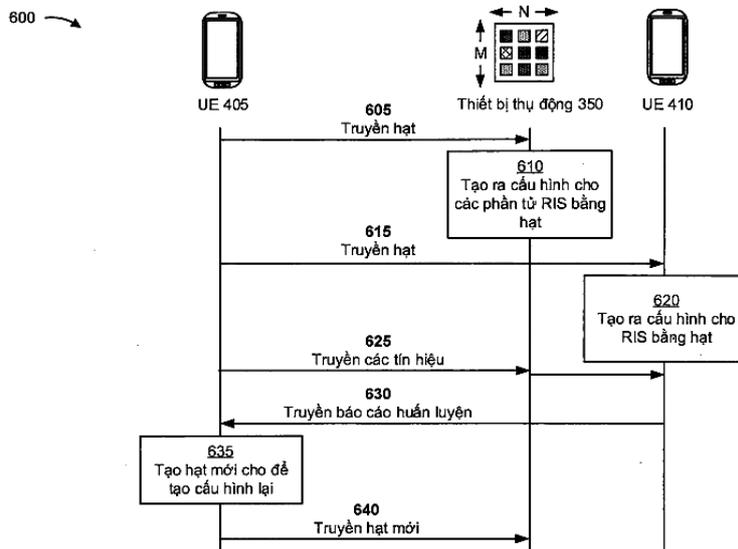 600
N
M
UE 405
Thiết bị thụ động 350
UE 410
605
Truyền hạt
610
Tạo ra cấu hình cho
các phần tử RIS bằng
hạt
615
Truyền hạt
620
Tạo ra cấu hình cho
RIS bằng hạt
625
Truyền các tín hiệu
630
Truyền báo cáo huấn luyện
635
Tạo hạt mới cho để
tạo cấu hình lại
640
Truyền hạt mới